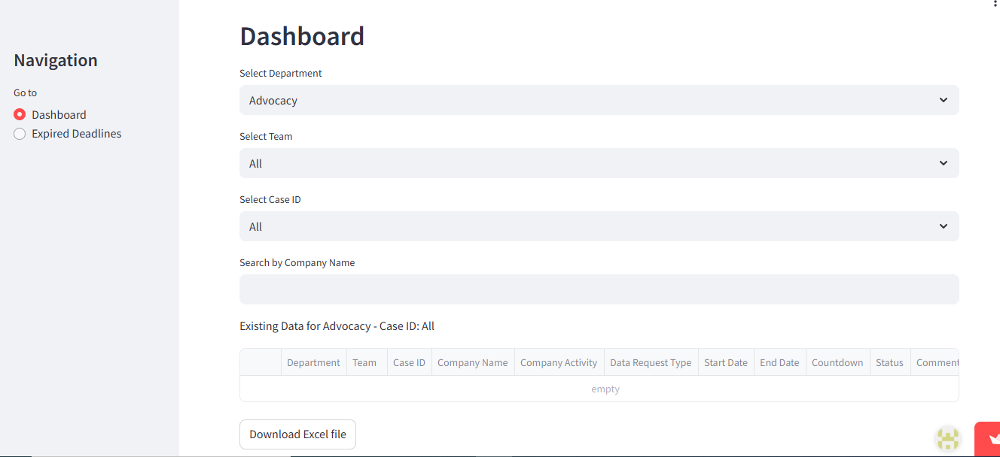 Navigation
Go to
Dashboard
Expired Deadlines
Dashboard
Select Department
Advocacy
Select Team
All
Select Case ID
All
Search by Company Name
Existing Data for Advocacy - Case ID: All
Department Team Case ID Company Name Company Activity Data Request Type Start Date End Date Countdown Status Comment
empty
Download Excel file